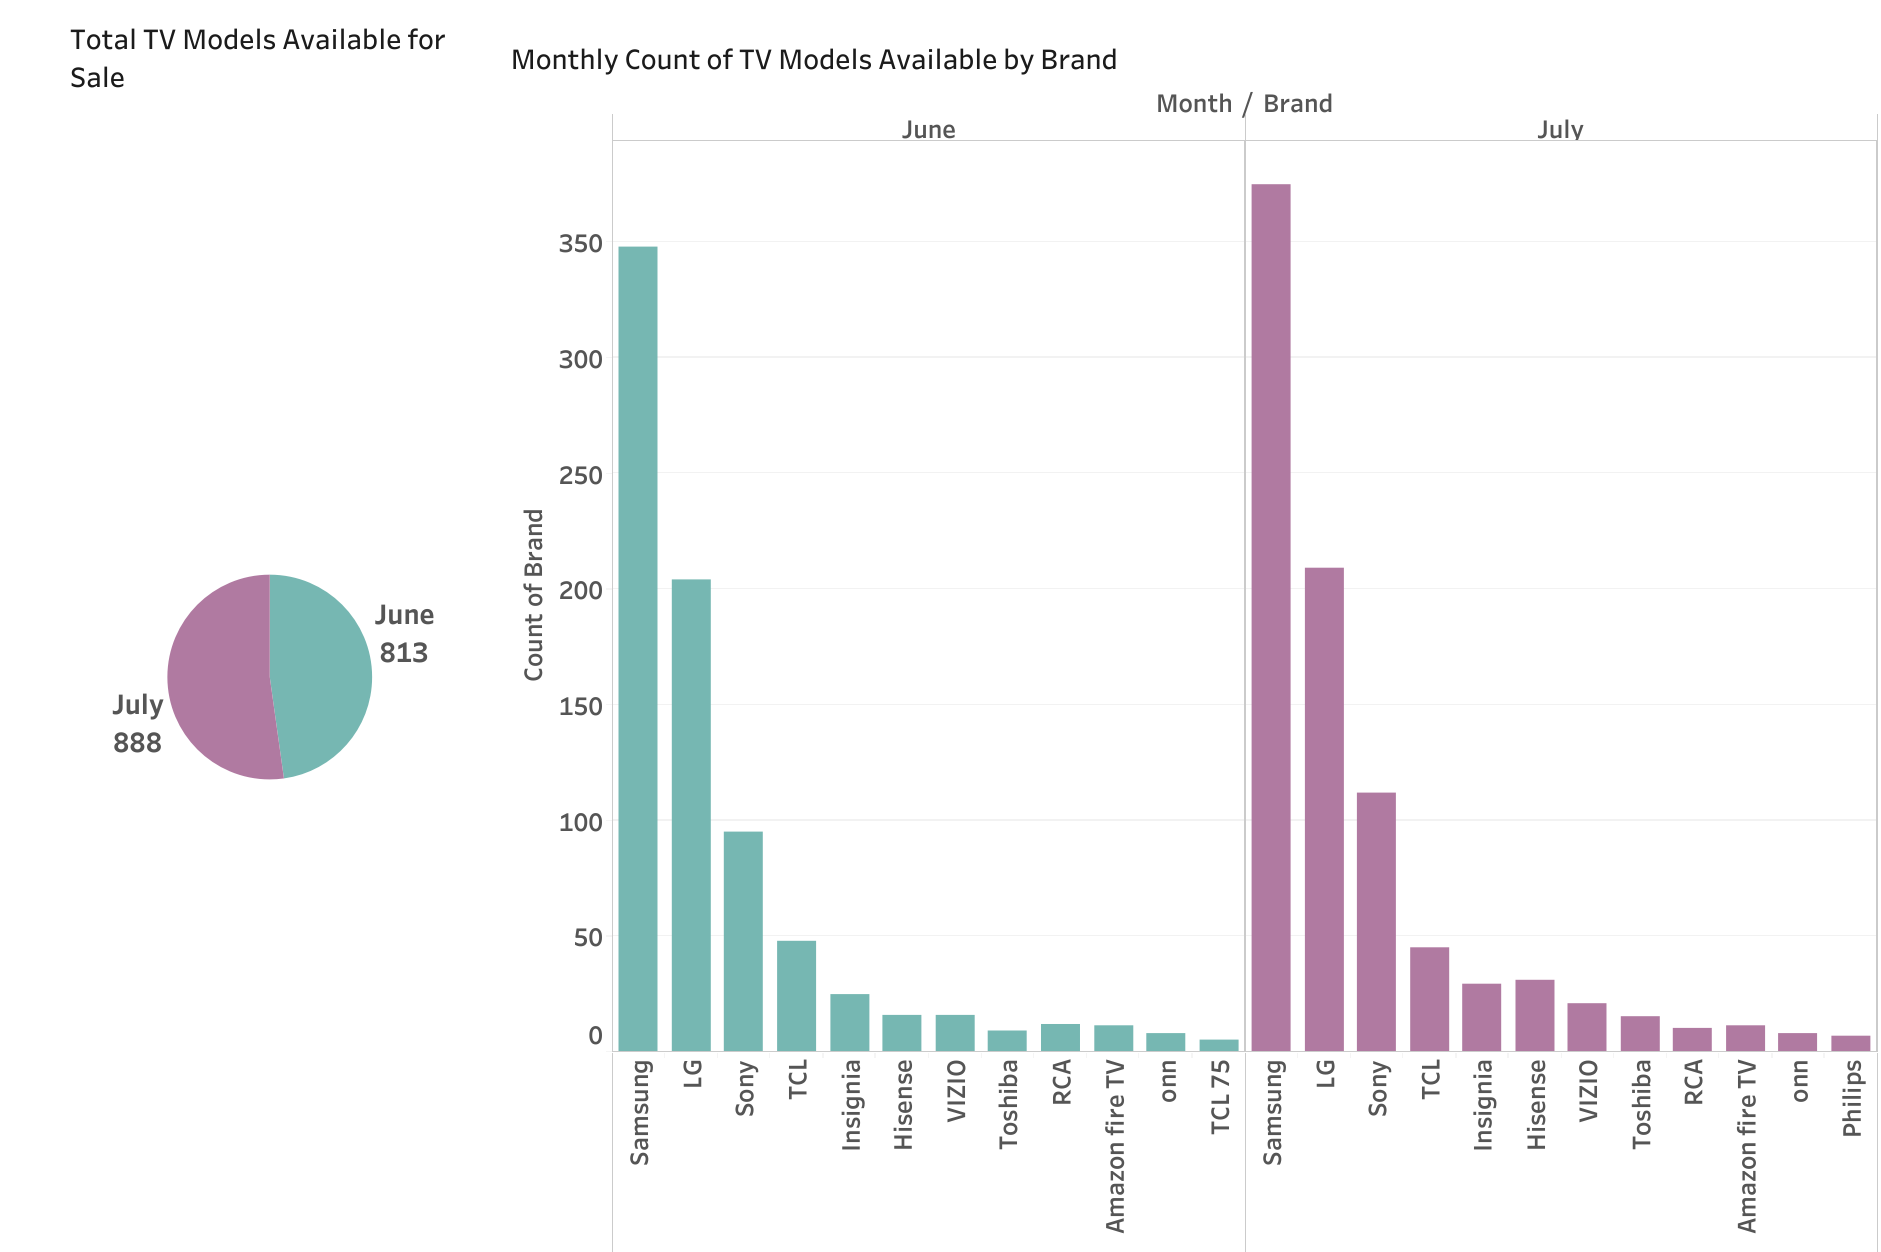 Total TV Models Available for
Sale
June
813
July
888
Monthly Count of TV Models Available by Brand
Month / Brand
June
July
Count of Brand
350
300
250
200
150
100
50
0
Samsung
LG
Sony
TCL
Insignia
Hisense
VIZIO
Toshiba
RCA
Amazon fire TV
onn
TCL 75
Samsung
LG
Sony
TCL
Insignia
Hisense
VIZIO
Toshiba
RCA
Amazon fire TV
onn
Philips